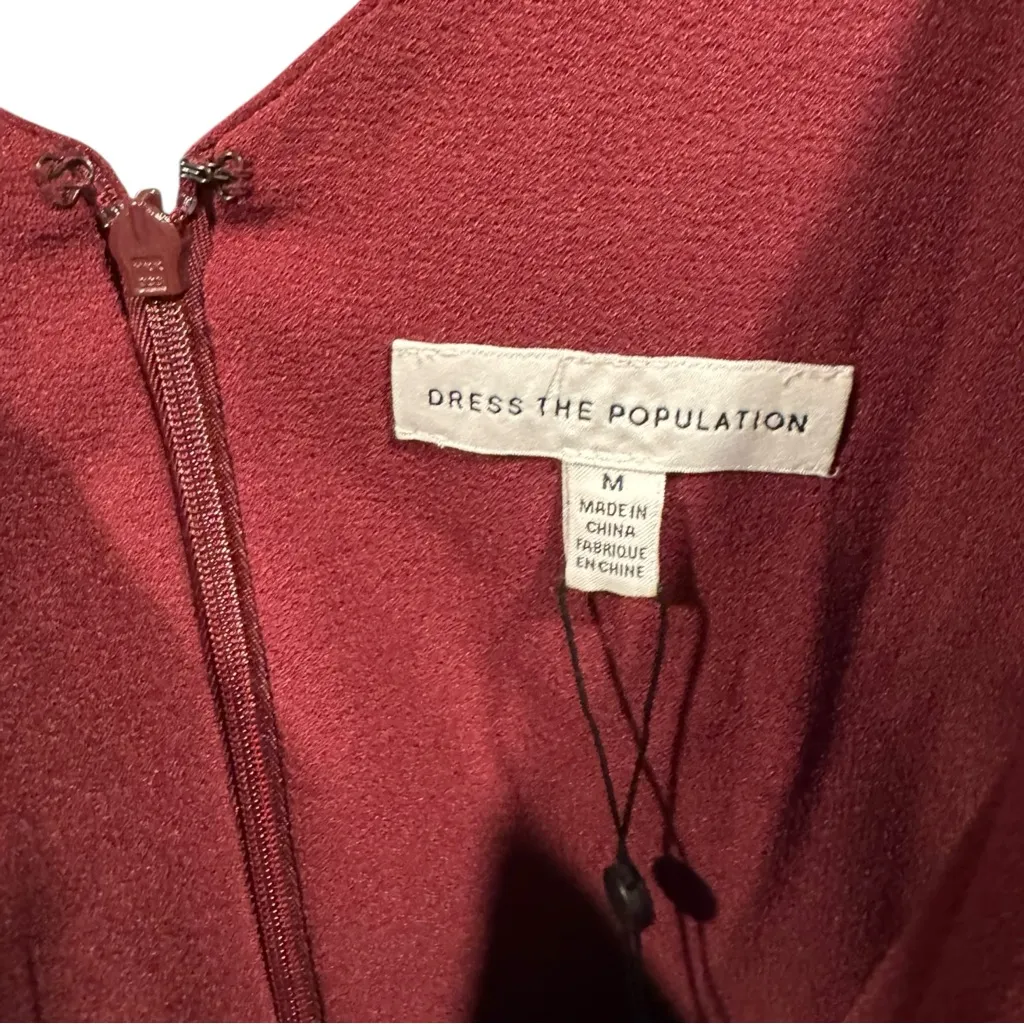 DRESS THE POPULATION
M
MADE IN
CHINA
FABRIQUE
EN CHINE